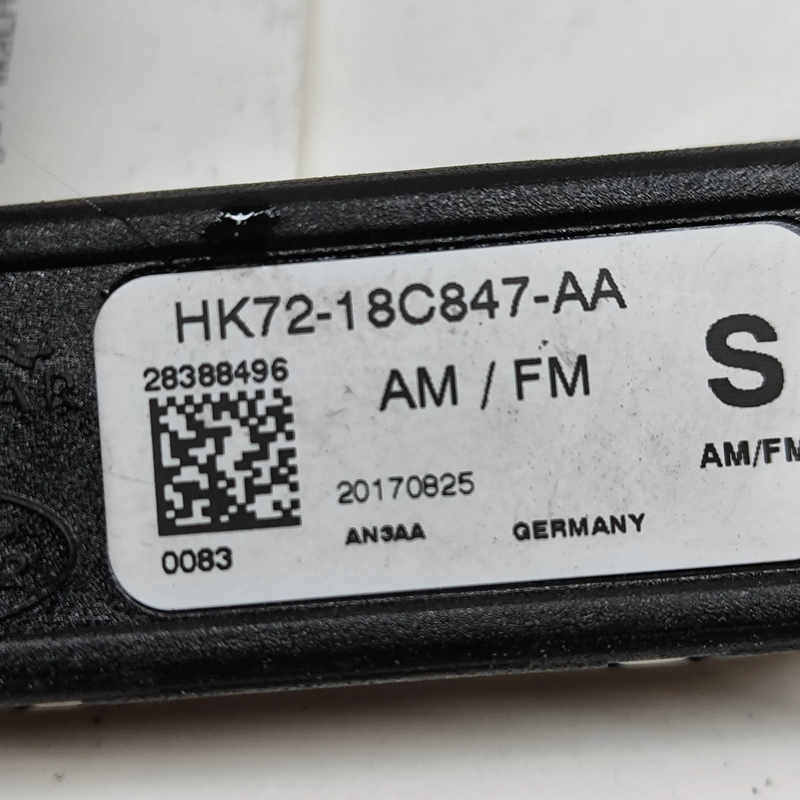 HK72-18C847-AA
28388496
AM / FM
S
AM/FM
20170825
AN3AA
GERMANY
0083